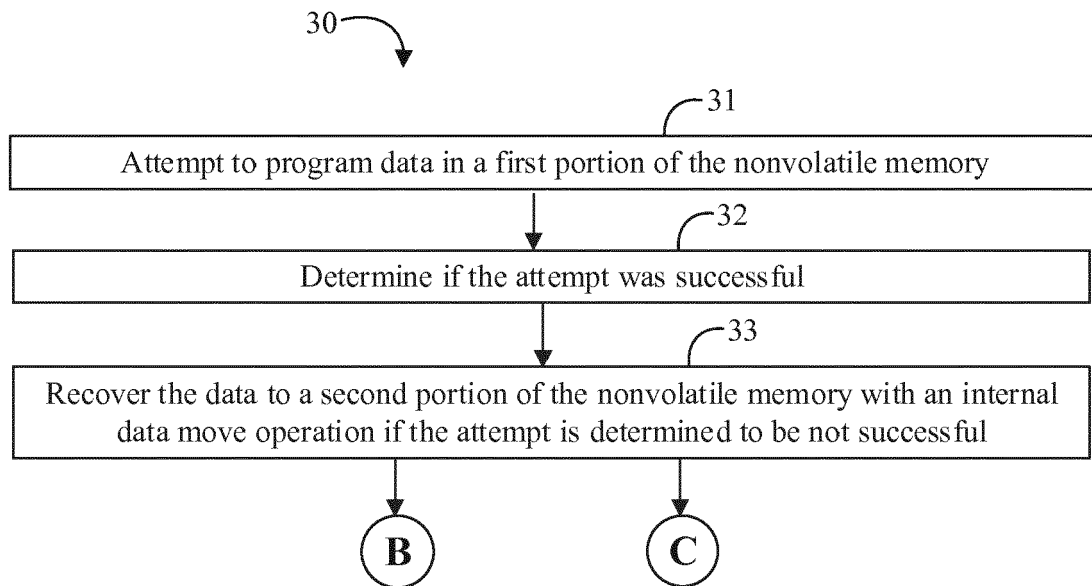 30
31
Attempt to program data in a first portion of the nonvolatile memory
32
Determine if the attempt was successful
33
Recover the data to a second portion of the nonvolatile memory with an internal
data move operation if the attempt is determined to be not successful
B
C